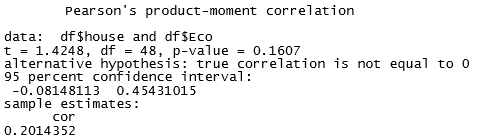 Pearson's product-moment correlation
data:  df$house and df$Eco
t = 1.4248, df = 48, p-value = 0.1607
alternative hypothesis: true correlation is not equal to 0
95 percent confidence interval:
-0.08148113  0.45431015
sample estimates:
cor
0.2014352